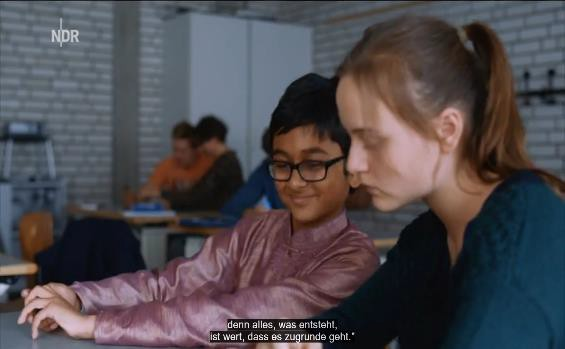 NDR
denn alles, was entsteht,
ist wert, dass es zugrunde geht."